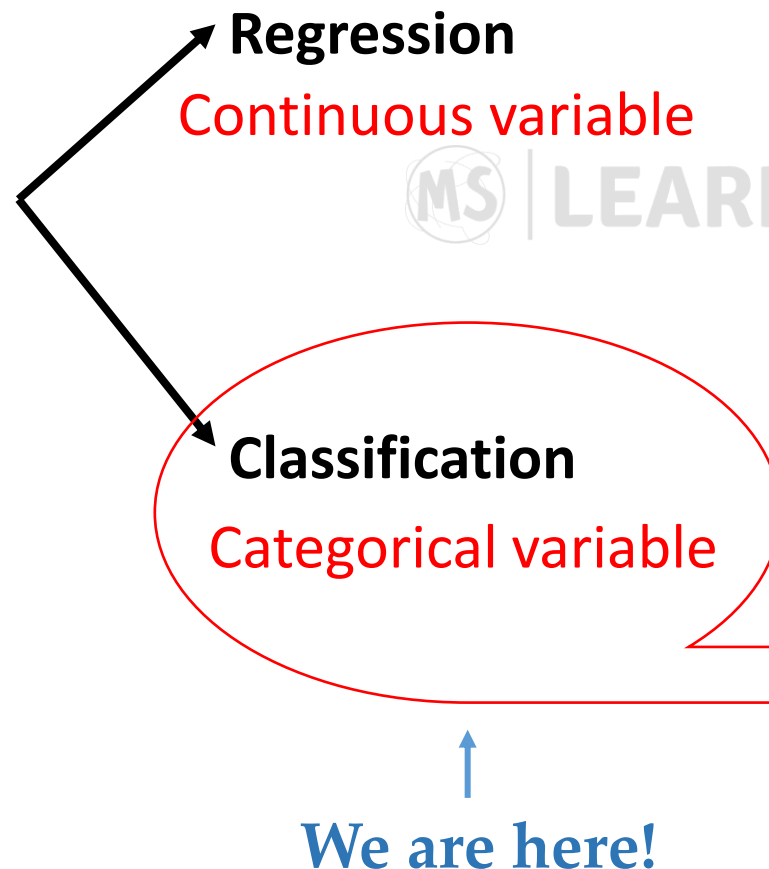 Regression
Continuous variable
MS | LEAR
Classification
Categorical variable
We are here!